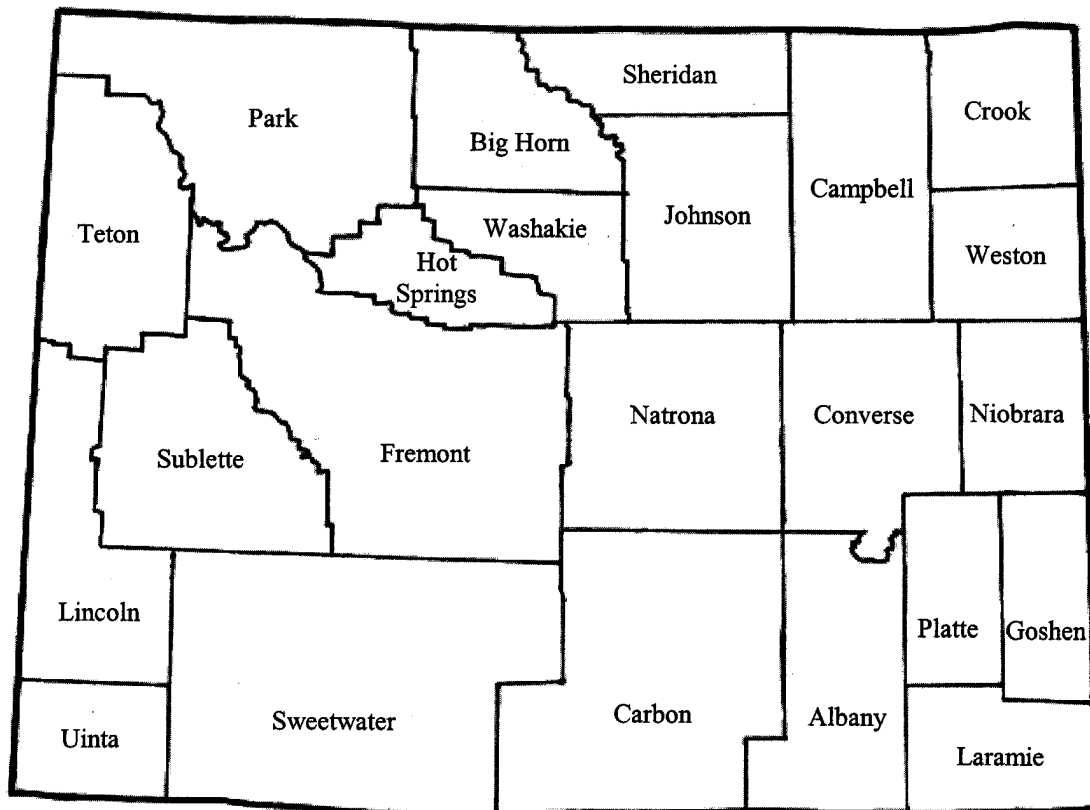 Sheridan
Park
Crook
Big Horn
Campbell
Johnson
Washakie
Teton
Weston
Hot
Springs
Natrona
Converse
Niobrara
Fremont
Sublette
Lincoln
Platte
Goshen
Sweetwater
Carbon
Albany
Uinta
Laramie